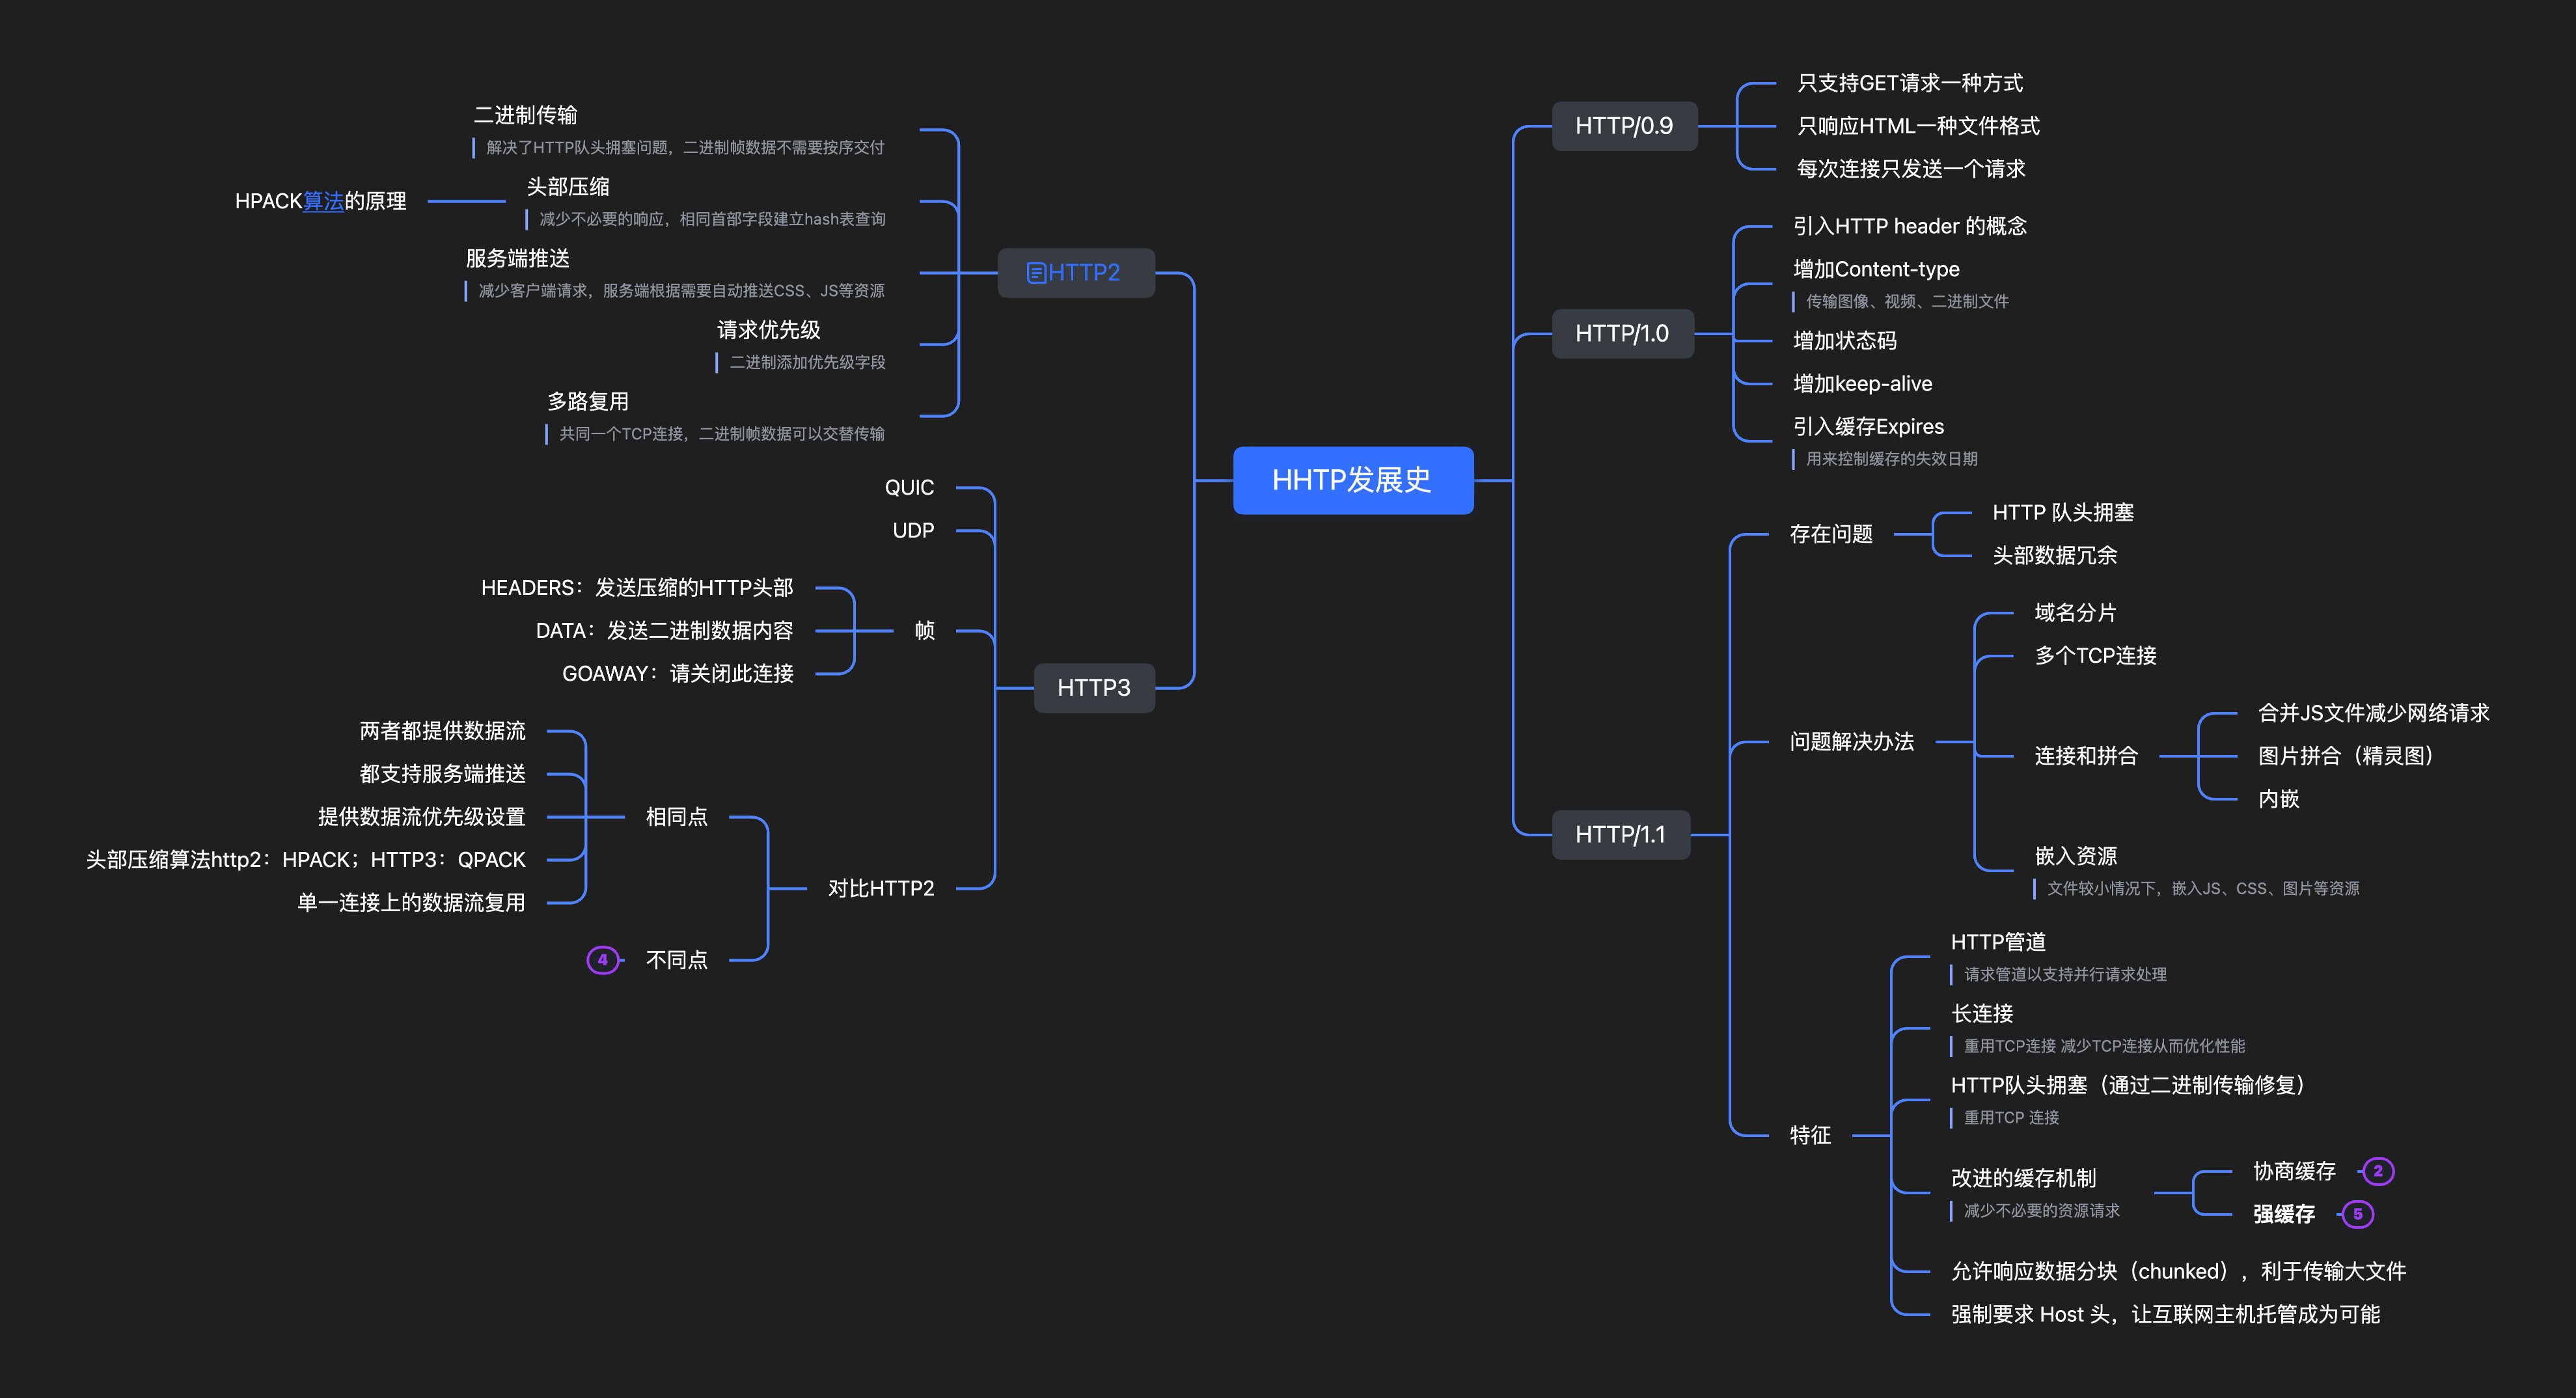 HHTP发展史
HTTP/0.9
只支持GET请求一种方式
只响应HTML一种文件格式
每次连接只发送一个请求
HTTP/1.0
引入HTTP header 的概念
增加Content-type
传输图像、视频、二进制文件
增加状态码
增加keep-alive
引入缓存Expires
用来控制缓存的失效日期
HTTP/1.1
存在问题
HTTP 队头拥塞
头部数据冗余
问题解决办法
域名分片
多个TCP连接
连接和拼合
合并JS文件减少网络请求
图片拼合（精灵图）
内嵌
嵌入资源
文件较小情况下，嵌入JS、CSS、图片等资源
特征
HTTP管道
请求管道以支持并行请求处理
长连接
重用TCP连接 减少TCP连接从而优化性能
HTTP队头拥塞（通过二进制传输修复）
重用TCP 连接
改进的缓存机制
减少不必要的资源请求
协商缓存
2
强缓存
5
允许响应数据分块（chunked），利于传输大文件
强制要求 Host 头，让互联网主机托管成为可能
HTTP2
二进制传输
解决了HTTP队头拥塞问题，二进制帧数据不需要按序交付
头部压缩
减少不必要的响应，相同首部字段建立hash表查询
HPACK算法的原理
服务端推送
减少客户端请求，服务端根据需要自动推送CSS、JS等资源
请求优先级
二进制添加优先级字段
多路复用
共同一个TCP连接，二进制帧数据可以交替传输
HTTP3
QUIC
UDP
帧
HEADERS：发送压缩的HTTP头部
DATA：发送二进制数据内容
GOAWAY：请关闭此连接
对比HTTP2
相同点
两者都提供数据流
都支持服务端推送
提供数据流优先级设置
头部压缩算法http2：HPACK；HTTP3：QPACK
单一连接上的数据流复用
不同点
4